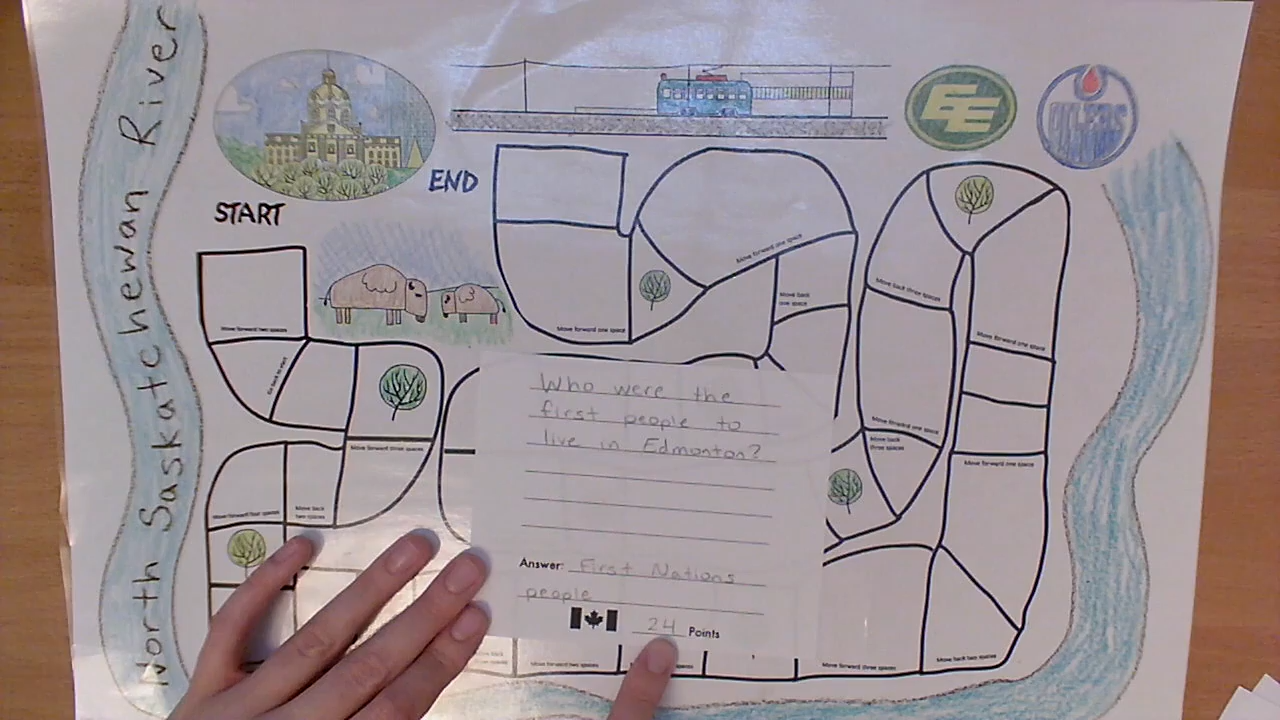 North Saskatchewan River
START
END
EE
OILERS
Move forward two spaces
Go back to start
Move forward three spaces
Move forward four spaces
Move back
two spaces
Move forward one space
Move forward one space
Move back
one space
Move back three spaces
Move forward one space
Move back
three spaces
Move forward one space
Move forward one space
Move forward two spaces
spaces
Move forward three spaces
Move back two spaces
Who were the
first people to
live in Edmonton?
Answer: First Nations
people
24 Points